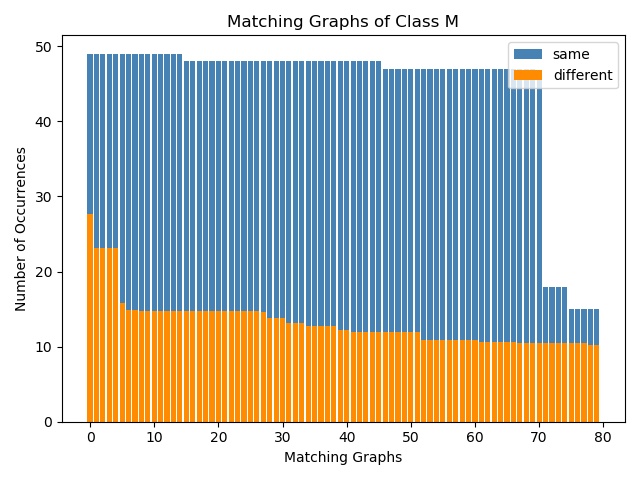 Matching Graphs of Class M
same
different
Number of Occurrences
50
40
30
20
10
0
0 10 20 30 40 50 60 70 80
Matching Graphs